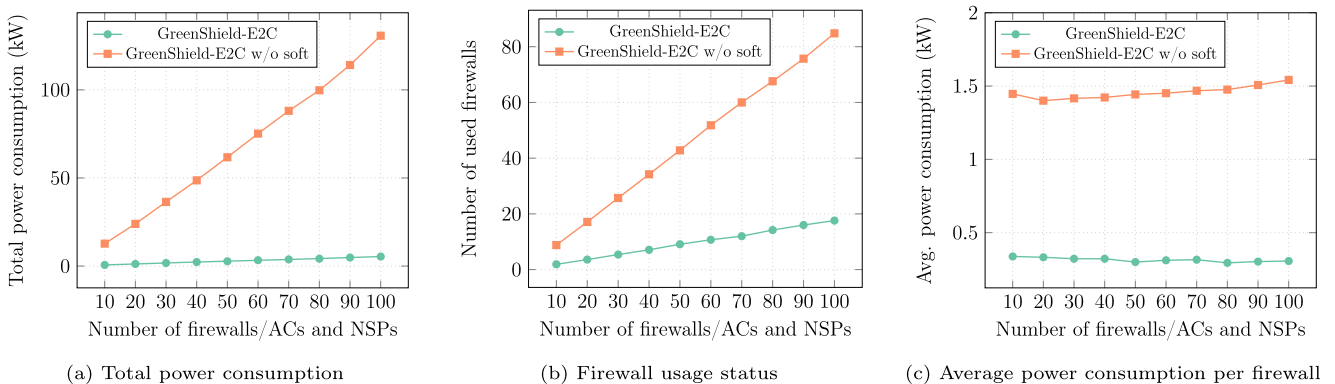 Total power consumption (kW)
100
50
0
GreenShield-E2C
GreenShield-E2C w/o soft
10 20 30 40 50 60 70 80 90 100
Number of firewalls/ACs and NSPs
(a) Total power consumption
Number of used firewalls
80
60
40
20
0
GreenShield-E2C
GreenShield-E2C w/o soft
10 20 30 40 50 60 70 80 90 100
Number of firewalls/ACs and NSPs
(b) Firewall usage status
Avg. power consumption (kW)
2
1.5
1
0.5
GreenShield-E2C
GreenShield-E2C w/o soft
10 20 30 40 50 60 70 80 90 100
Number of firewalls/ACs and NSPs
(c) Average power consumption per firewall